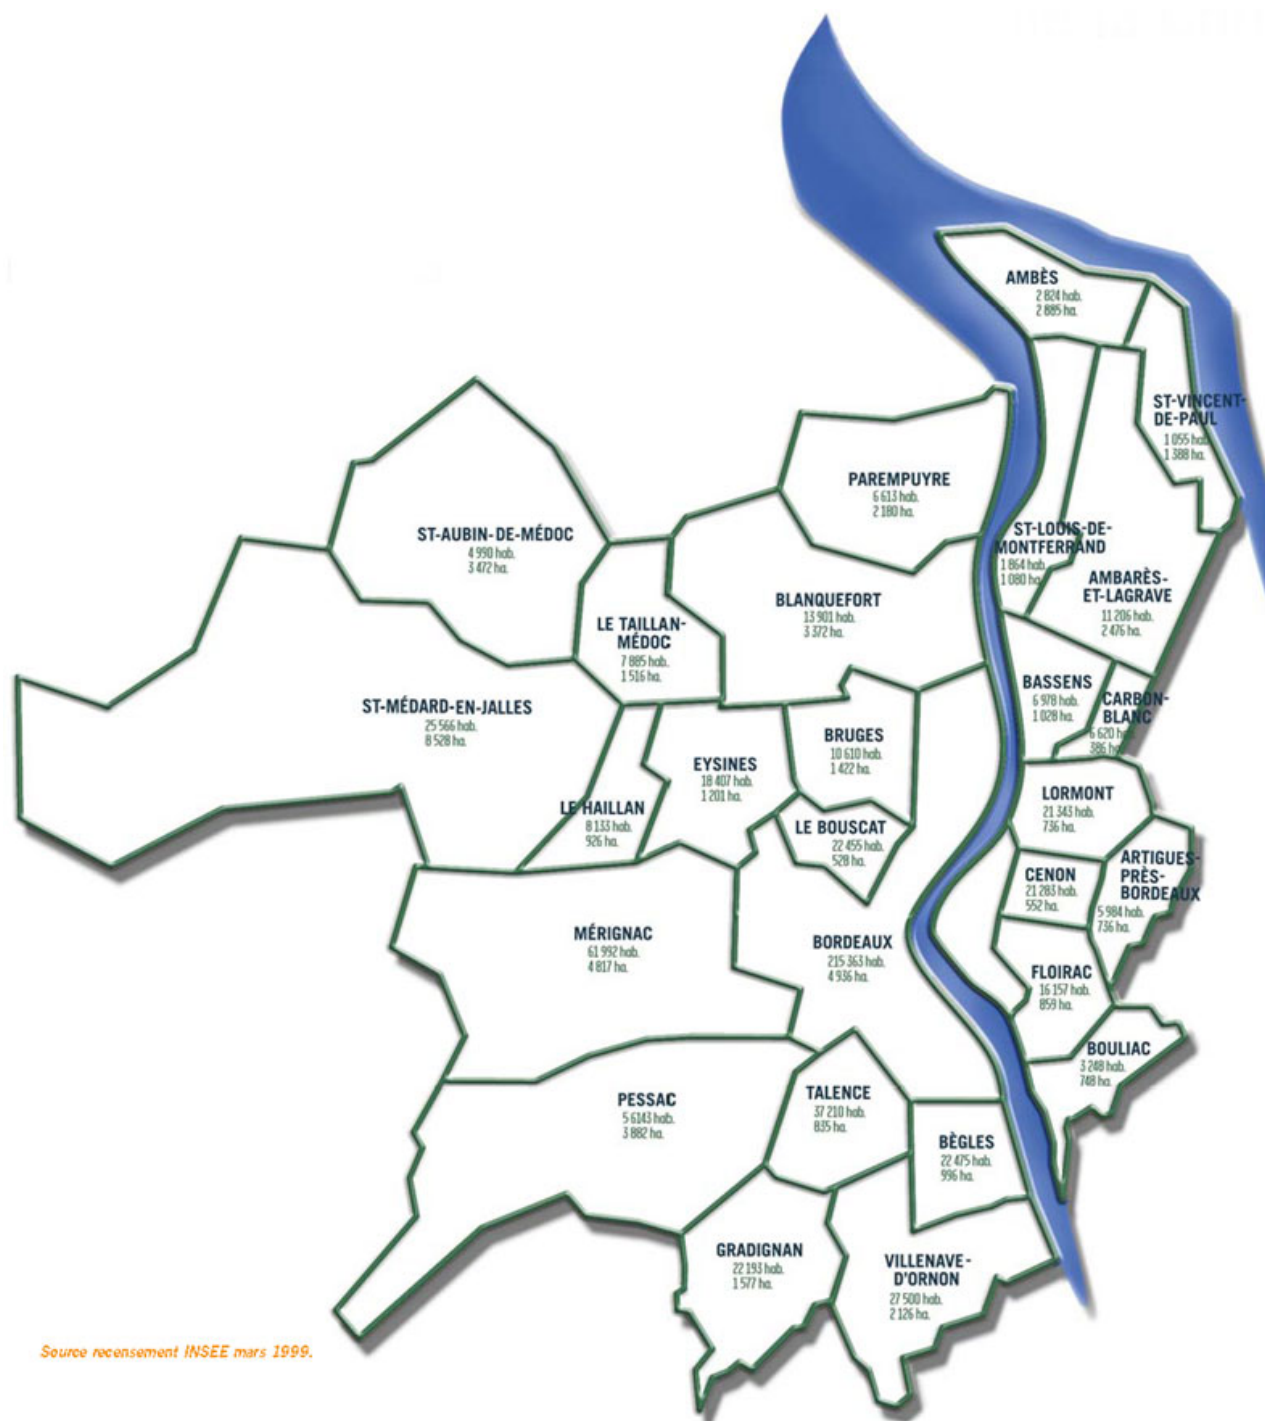 AMBÈS
2 824 hab.
2 885 ha.
ST-VINCENT-
DE-PAUL
1 055 hab.
1 388 ha.
PAREMPUYRE
6 613 hab.
2 180 ha.
ST-AUBIN-DE-MÉDOC
4 990 hab.
3 472 ha.
ST-LOUIS-DE-
MONTFERRAND
1 864 hab.
1 080 ha.
AMBARÈS-
ET-LAGRAVE
11 206 hab.
2 476 ha.
BLANQUEFORT
13 901 hab.
3 372 ha.
LE TAILLAN-
MÉDOC
7 885 hab.
1 516 ha.
BASSENS
6 978 hab.
1 028 ha.
CARBON-
BLANC
6 620 hab.
386 ha.
ST-MÉDARD-EN-JALLES
25 566 hab.
8 528 ha.
BRUGES
10 610 hab.
1 422 ha.
EYSINES
18 407 hab.
1 201 ha.
LE HAILLAN
8 133 hab.
926 ha.
LORMONT
21 343 hab.
736 ha.
LE BOUSCAT
22 455 hab.
528 ha.
ARTIGUES-
PRÈS-
BORDEAUX
5 984 hab.
736 ha.
CENON
21 283 hab.
552 ha.
MÉRIGNAC
61 992 hab.
4 817 ha.
BORDEAUX
215 363 hab.
4 936 ha.
FLOIRAC
16 157 hab.
859 ha.
BOULIAC
3 248 hab.
748 ha.
PESSAC
5 6143 hab.
3 882 ha.
TALENCE
37 210 hab.
835 ha.
BÈGLES
22 475 hab.
996 ha.
GRADIGNAN
22 193 hab.
1 577 ha.
VILLENAVE-
D'ORNON
27 500 hab.
2 126 ha.
Source recensement INSEE mars 1999.